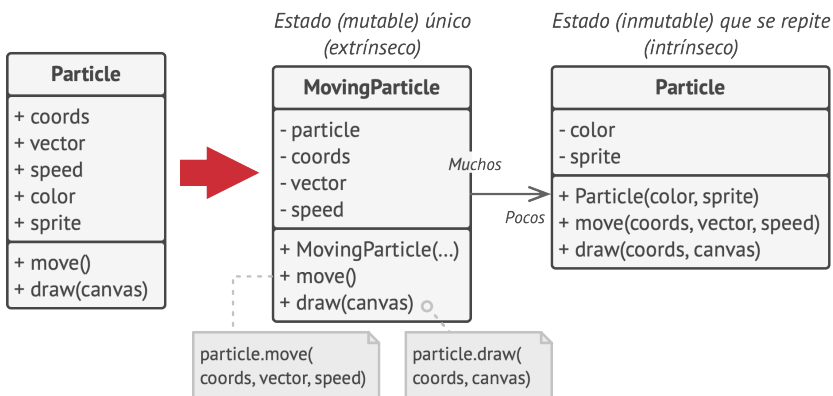 Particle
+ coords
+ vector
+ speed
+ color
+ sprite
+ move()
+ draw(canvas)
Estado (mutable) único
(extrínseco)
MovingParticle
- particle
- coords
- vector
- speed
+ MovingParticle(...)
+ move()
+ draw(canvas)
particle.move(
coords, vector, speed)
particle.draw(
coords, canvas)
Muchos
Pocos
Estado (inmutable) que se repite
(intrínseco)
Particle
- color
- sprite
+ Particle(color, sprite)
+ move(coords, vector, speed)
+ draw(coords, canvas)